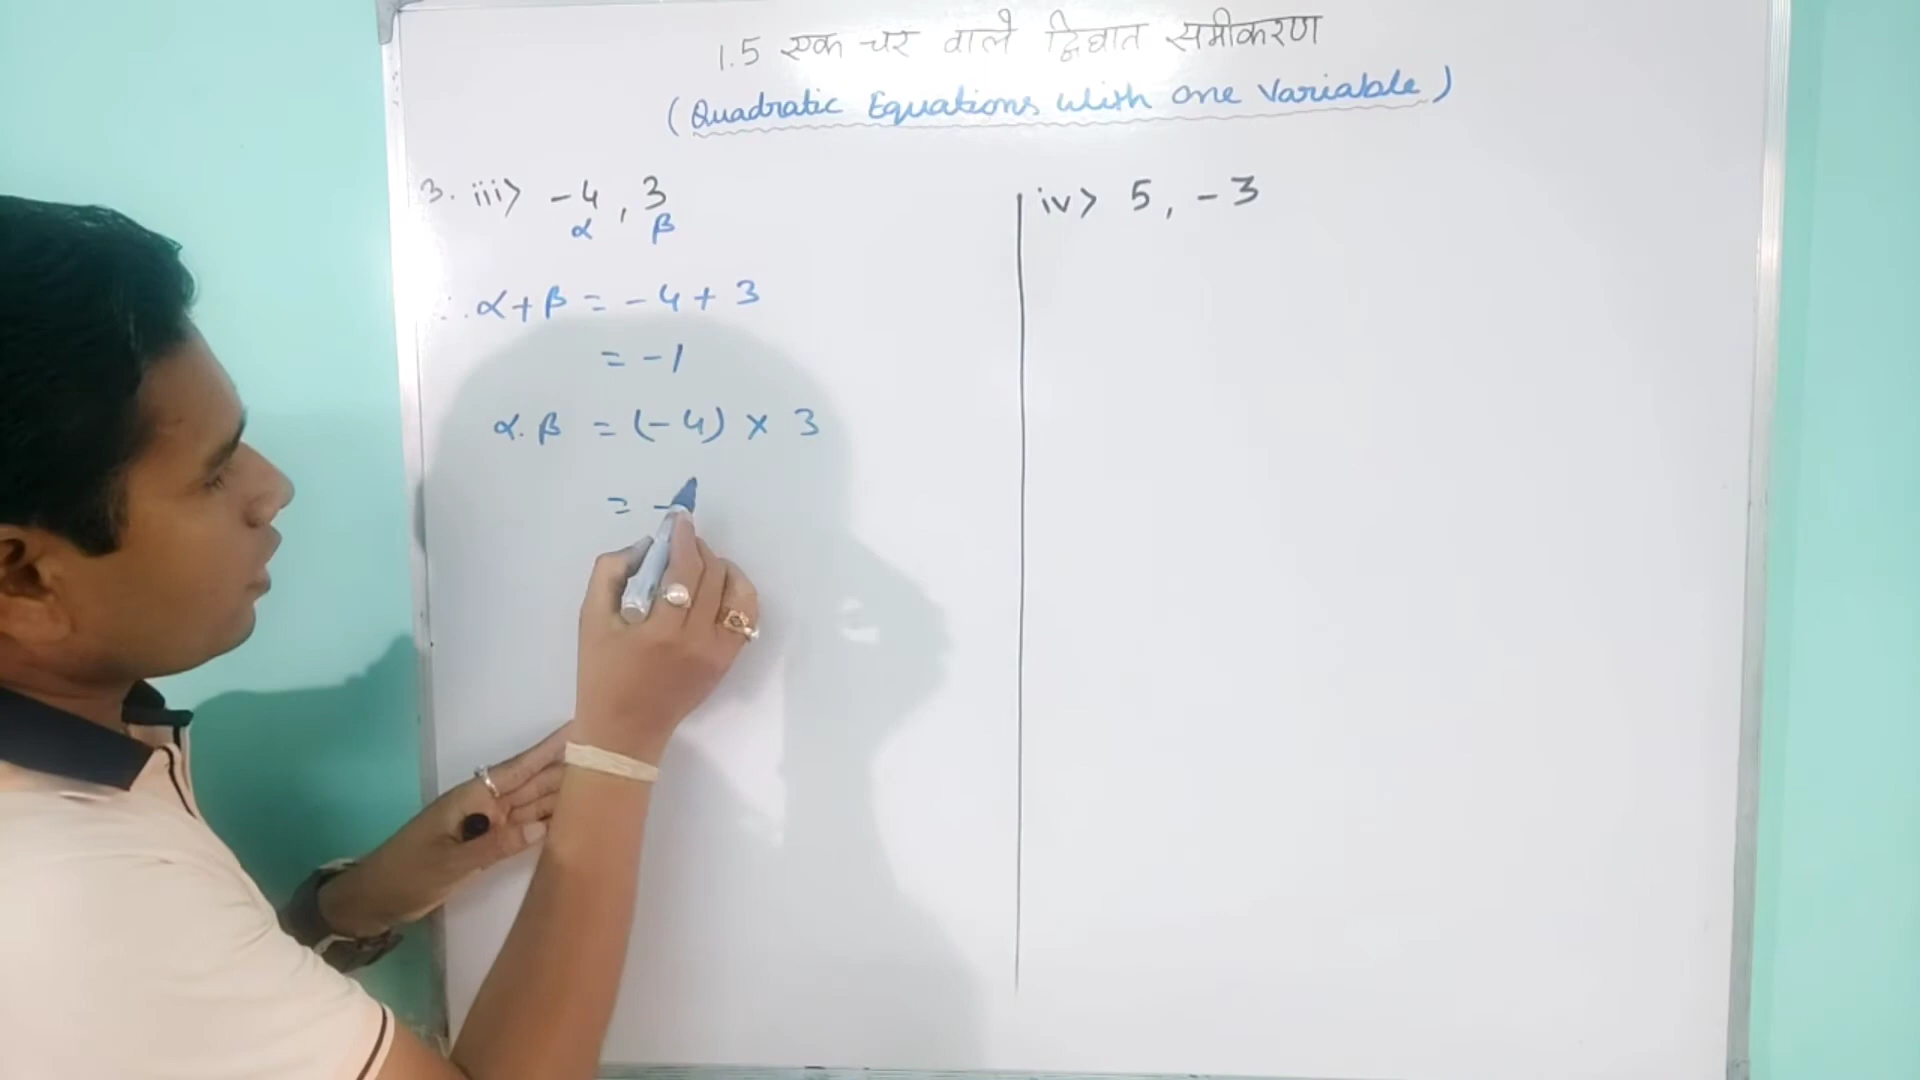 1.5 एक चर वाले द्विघात समीकरण
(Quadratic Equations With one Variable)
3. iii> -4, 3
α β
∴ α+β = -4+3
= -1
α.β = (-4) × 3
= -
iv> 5, -3